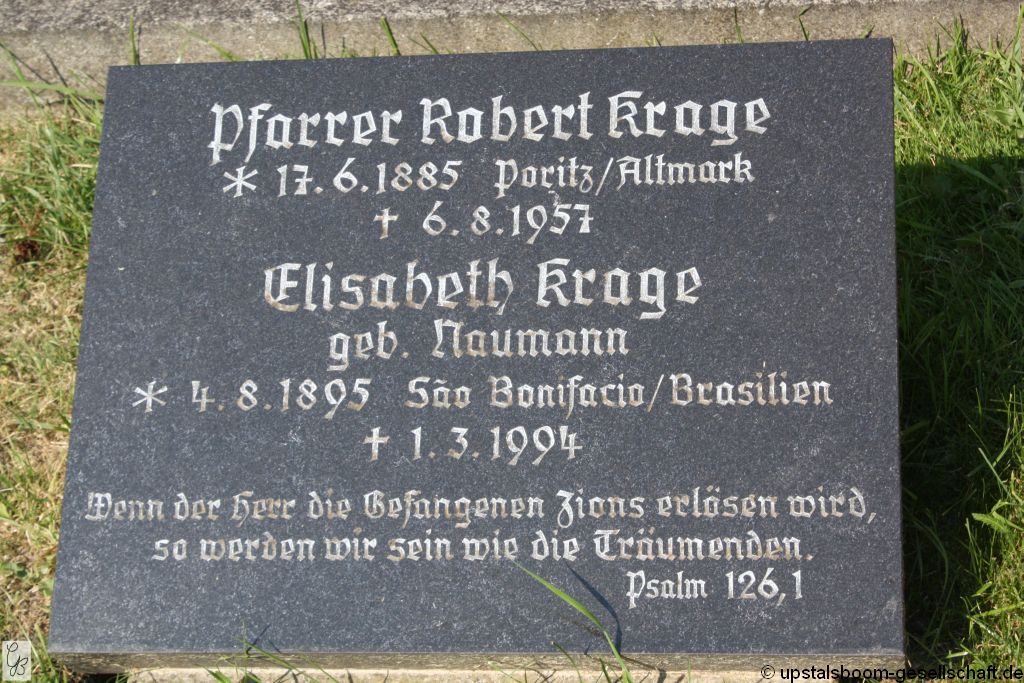 Pfarrer Robert Krage
* 17.6.1885 Poritz/Altmark
† 6.8.1957
Elisabeth Krage
geb. Naumann
* 4.8.1895 São Bonifacio/Brasilien
† 1.3.1994
Wenn der Herr die Gefangenen Zions erlösen wird,
so werden wir sein wie die Träumenden.
Psalm 126,1
GB
© upstalsboom-gesellschaft.de